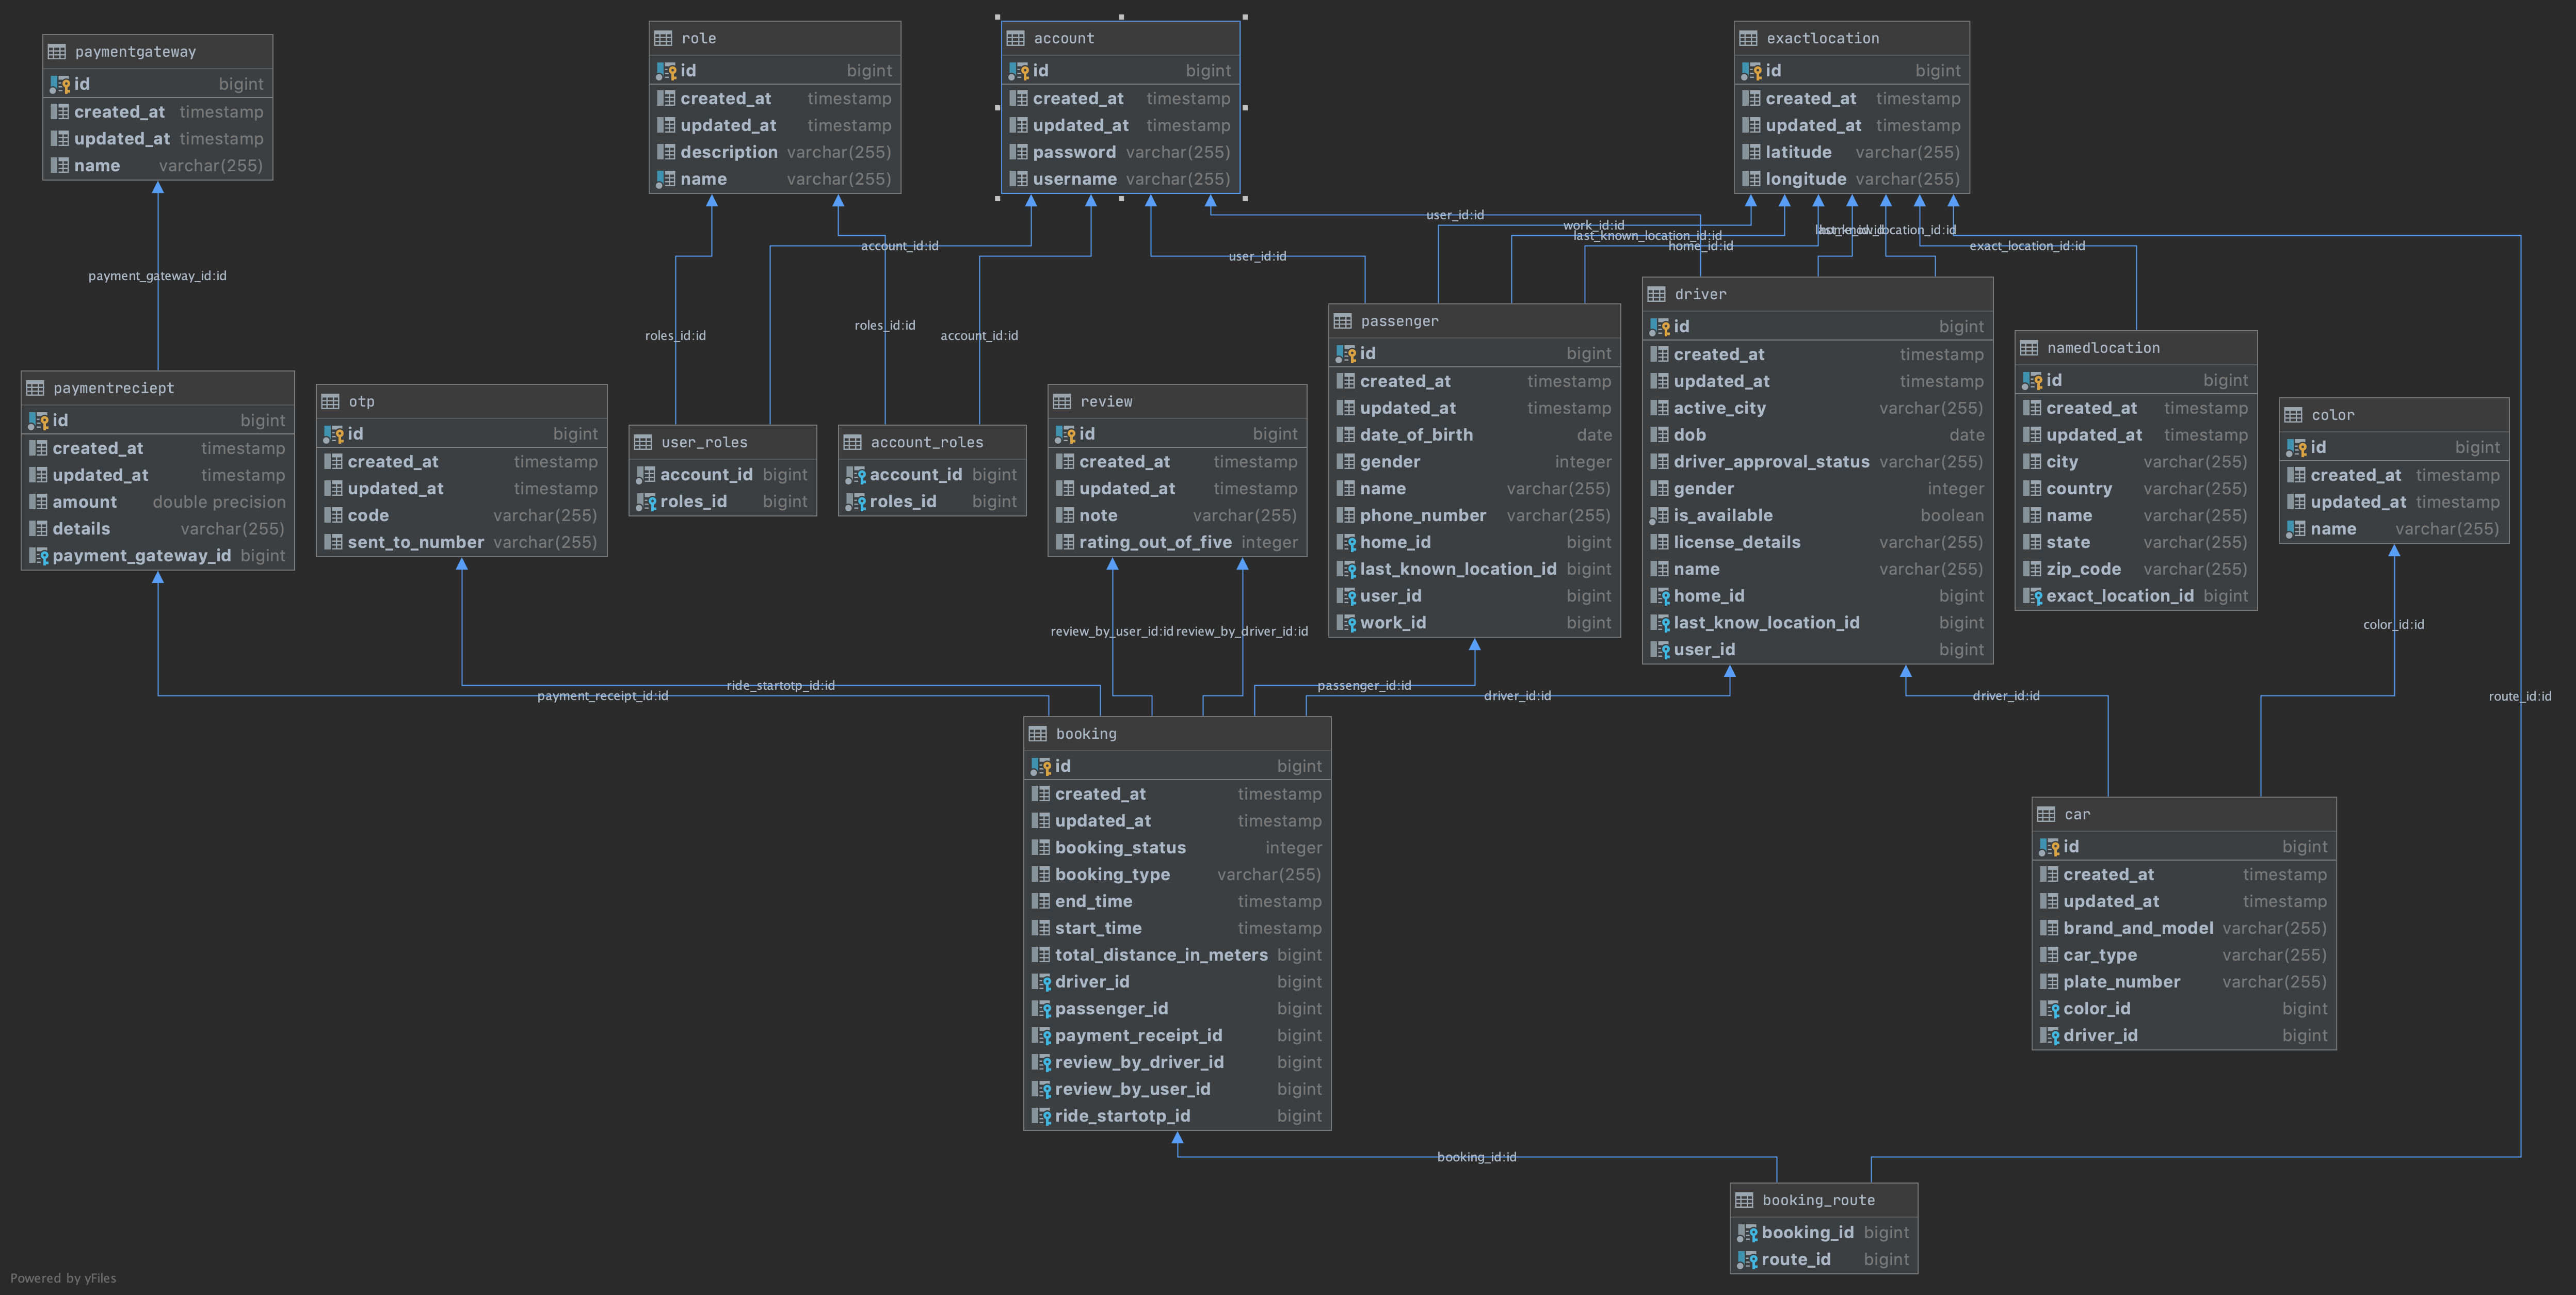 paymentgateway
id bigint
created_at timestamp
updated_at timestamp
name varchar(255)
role
id bigint
created_at timestamp
updated_at timestamp
description varchar(255)
name varchar(255)
account
id bigint
created_at timestamp
updated_at timestamp
password varchar(255)
username varchar(255)
exactlocation
id bigint
created_at timestamp
updated_at timestamp
latitude varchar(255)
longitude varchar(255)
user_id:id
work_id:id
last_known_location_id:id
home_id:id
exact_location_id:id
account_id:id
user_id:id
payment_gateway_id:id
roles_id:id
roles_id:id
account_id:id
paymentreciept
id bigint
created_at timestamp
updated_at timestamp
amount double precision
details varchar(255)
payment_gateway_id bigint
otp
id bigint
created_at timestamp
updated_at timestamp
code varchar(255)
sent_to_number varchar(255)
user_roles
account_id bigint
roles_id bigint
account_roles
account_id bigint
roles_id bigint
review
id bigint
created_at timestamp
updated_at timestamp
note varchar(255)
rating_out_of_five integer
passenger
id bigint
created_at timestamp
updated_at timestamp
date_of_birth date
gender integer
name varchar(255)
phone_number varchar(255)
home_id bigint
last_known_location_id bigint
user_id bigint
work_id bigint
driver
id bigint
created_at timestamp
updated_at timestamp
active_city varchar(255)
dob date
driver_approval_status varchar(255)
gender integer
is_available boolean
license_details varchar(255)
name varchar(255)
home_id bigint
last_know_location_id bigint
user_id bigint
namedlocation
id bigint
created_at timestamp
updated_at timestamp
city varchar(255)
country varchar(255)
name varchar(255)
state varchar(255)
zip_code varchar(255)
exact_location_id bigint
color
id bigint
created_at timestamp
updated_at timestamp
name varchar(255)
review_by_user_id:id
review_by_driver_id:id
color_id:id
payment_receipt_id:id
ride_startotp_id:id
passenger_id:id
driver_id:id
driver_id:id
route_id:id
booking
id bigint
created_at timestamp
updated_at timestamp
booking_status integer
booking_type varchar(255)
end_time timestamp
start_time timestamp
total_distance_in_meters bigint
driver_id bigint
passenger_id bigint
payment_receipt_id bigint
review_by_driver_id bigint
review_by_user_id bigint
ride_startotp_id bigint
car
id bigint
created_at timestamp
updated_at timestamp
brand_and_model varchar(255)
car_type varchar(255)
plate_number varchar(255)
color_id bigint
driver_id bigint
booking_id:id
booking_route
booking_id bigint
route_id bigint
Powered by yFiles